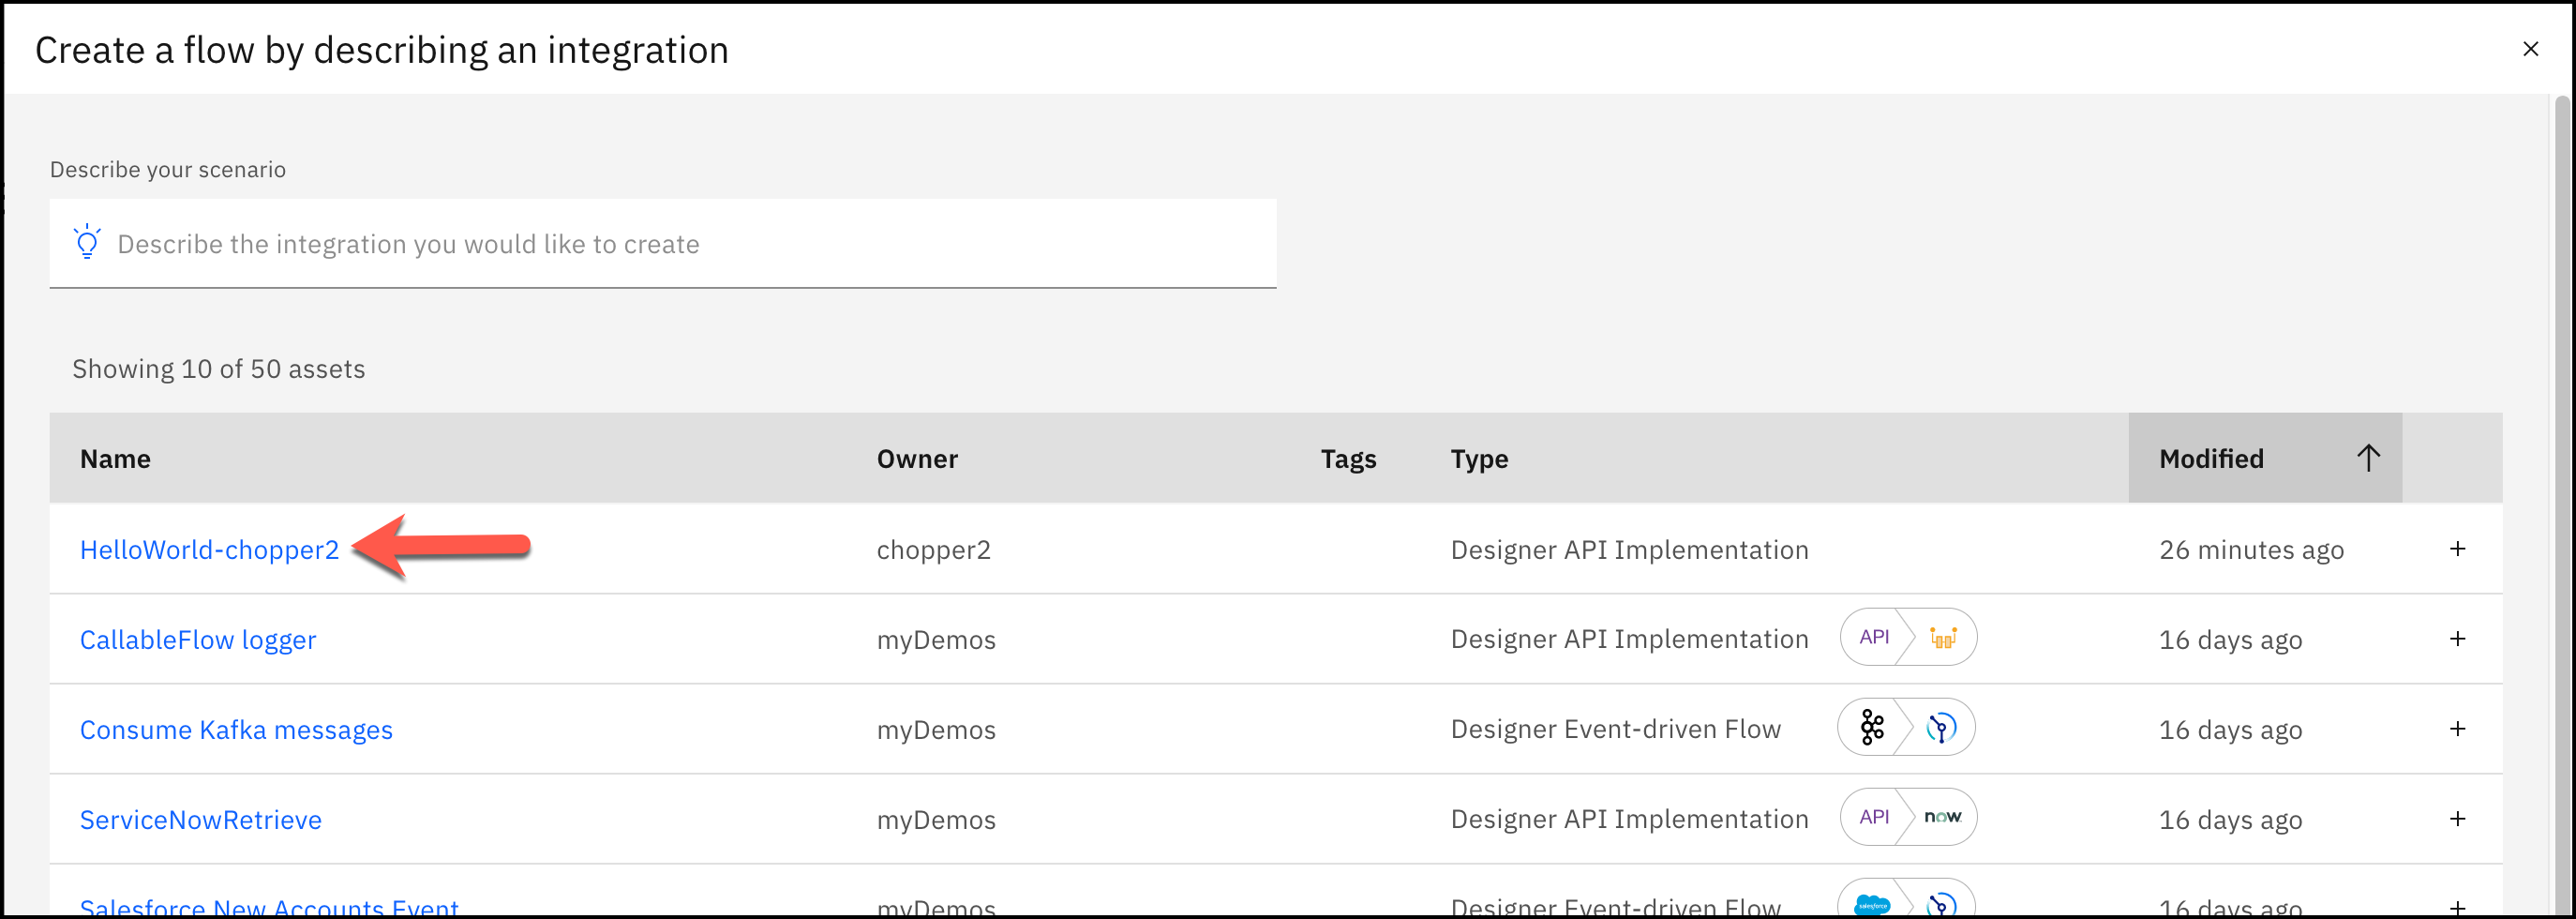 Create a flow by describing an integration
Describe your scenario
Describe the integration you would like to create
Showing 10 of 50 assets
Name Owner Tags Type Modified
HelloWorld-chopper2 chopper2 Designer API Implementation 26 minutes ago
CallableFlow logger myDemos Designer API Implementation API 16 days ago
Consume Kafka messages myDemos Designer Event-driven Flow 16 days ago
ServiceNowRetrieve myDemos Designer API Implementation API now 16 days ago
Salesforce New Accounts Event myDemos Designer Event-driven Flow salesforce 16 days ago